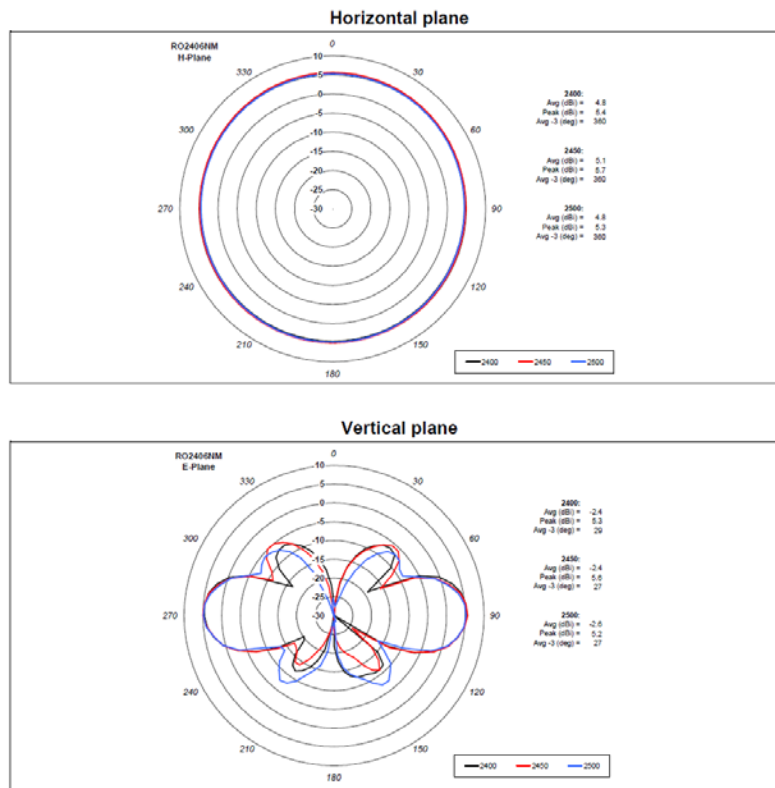 Horizontal plane
RO2406NM
H-Plane
0
30
60
90
120
150
180
210
240
270
300
330
10
5
0
-5
-10
-15
-20
-25
-30
2400:
Avg (dBi) = 4.8
Peak (dBi) = 5.4
Avg -3 (deg) = 360
2450:
Avg (dBi) = 5.1
Peak (dBi) = 5.7
Avg -3 (deg) = 360
2500:
Avg (dBi) = 4.8
Peak (dBi) = 5.3
Avg -3 (deg) = 360
2400 2450 2500
Vertical plane
RO2406NM
E-Plane
0
30
60
90
120
150
180
210
240
270
300
330
10
5
0
-5
-10
-15
-20
-25
-30
2400:
Avg (dBi) = -2.4
Peak (dBi) = 5.3
Avg -3 (deg) = 29
2450:
Avg (dBi) = -2.4
Peak (dBi) = 5.6
Avg -3 (deg) = 27
2500:
Avg (dBi) = -2.6
Peak (dBi) = 5.2
Avg -3 (deg) = 27
2400 2450 2500